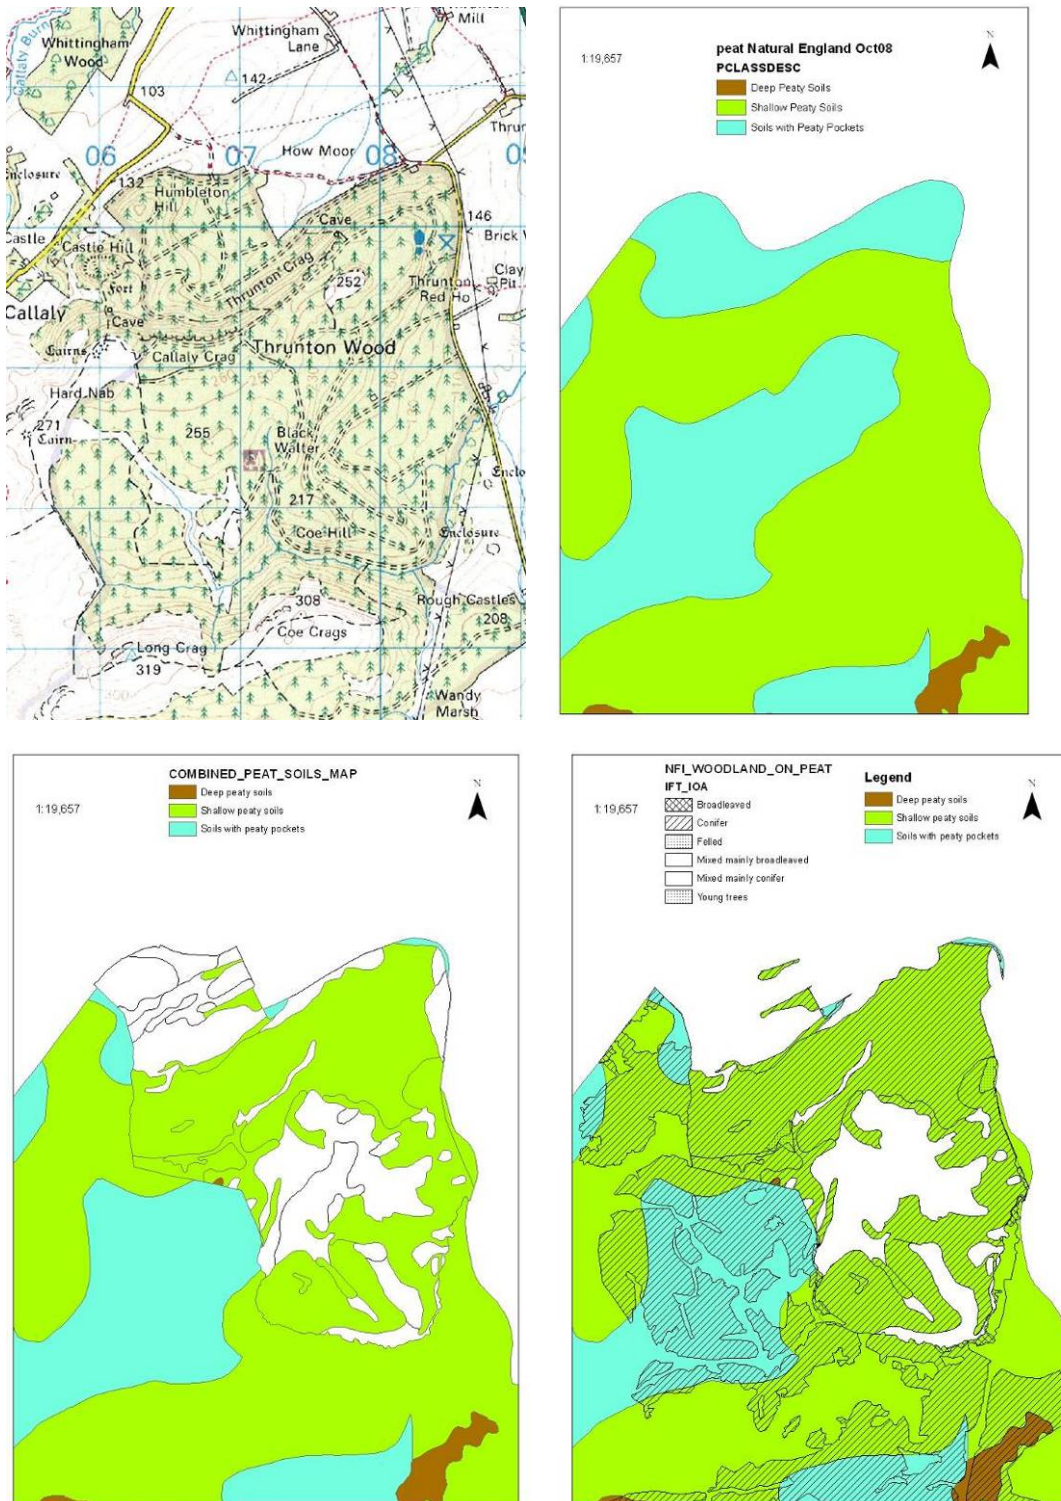 Callaly Burn
Whittingham
Wood
Whittingham
Lane
Mill
142
103
Thrun
06
07
08
How Moor
Enclosure
132
Humbleton
Hill
Cave
146
Castle
Castle Hill
Brick
Fort
Thrunton Crag
252
Clay
Pit
Thrunton
Red Ho
Callaly
Cave
Cairns
Callaly Crag
Thrunton Wood
Hard Nab
271
Cairn
255
Black
Walter
217
Coe Hill
Enclosure
308
Rough Castles
Coe Crags
208
Long Crag
319
300
Wandy
Marsh
1:19,657
peat Natural England Oct08
PCLASSDESC
Deep Peaty Soils
Shallow Peaty Soils
Soils with Peaty Pockets
N
1:19,657
COMBINED_PEAT_SOILS_MAP
Deep peaty soils
Shallow peaty soils
Soils with peaty pockets
N
1:19,657
NFI_WOODLAND_ON_PEAT
IFT_IOA
Broadleaved
Conifer
Felled
Mixed mainly broadleaved
Mixed mainly conifer
Young trees
Legend
Deep peaty soils
Shallow peaty soils
Soils with peaty pockets
N